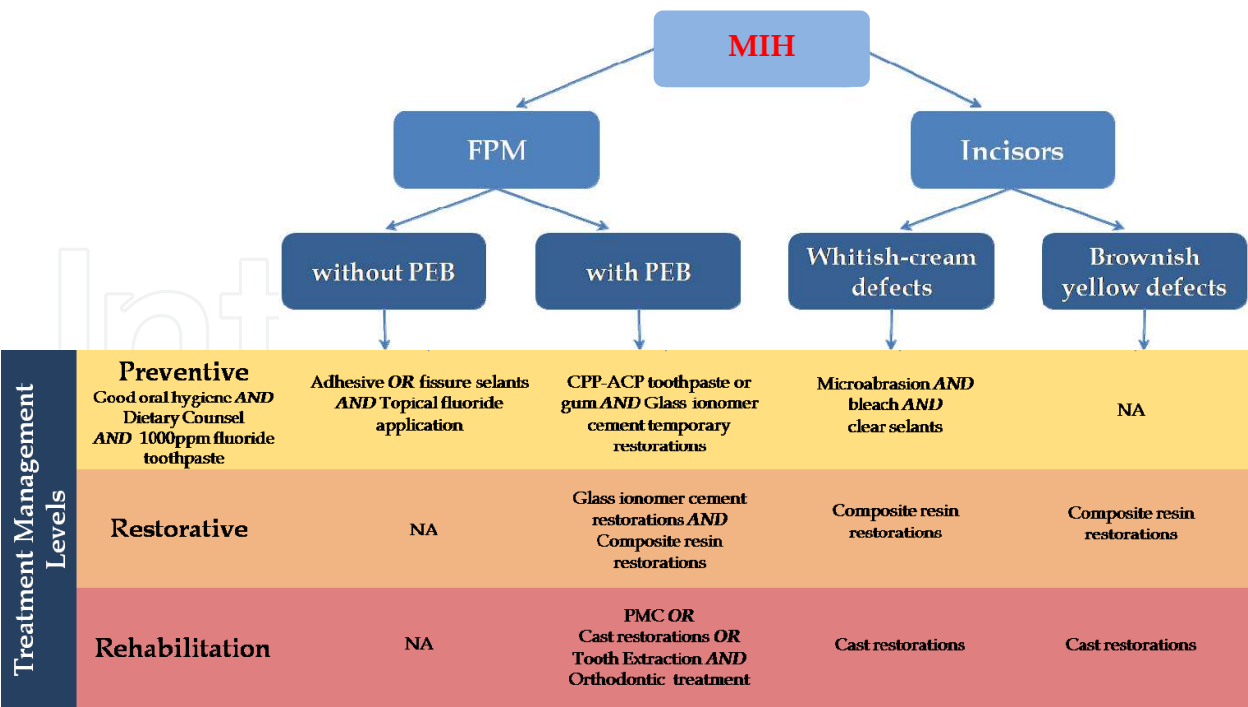 MIH
FPM
Incisors
without PEB
with PEB
Whitish-cream
defects
Brownish
yellow defects
Int
Treatment Management
Levels
Preventive
Good oral hygiene AND
Dietary Counsel
AND 1000ppm fluoride
toothpaste
Adhesive OR fissure selants
AND Topical fluoride
application
CPP-ACP toothpaste or
gum AND Glass ionomer
cement temporary
restorations
Microabrasion AND
bleach AND
clear selants
NA
Restorative
NA
Glass ionomer cement
restorations AND
Composite resin
restorations
Composite resin
restorations
Composite resin
restorations
Rehabilitation
NA
PMC OR
Cast restorations OR
Tooth Extraction AND
Orthodontic treatment
Cast restorations
Cast restorations